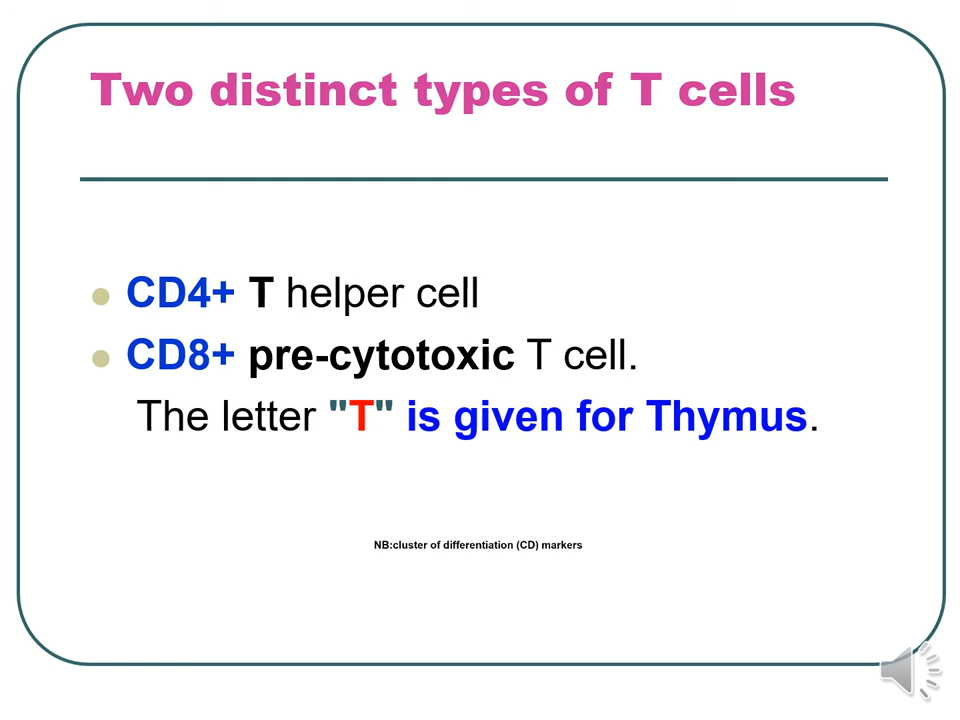 Two distinct types of T cells
CD4+ T helper cell
CD8+ pre-cytotoxic T cell.
The letter "T" is given for Thymus.
NB:cluster of differentiation (CD) markers